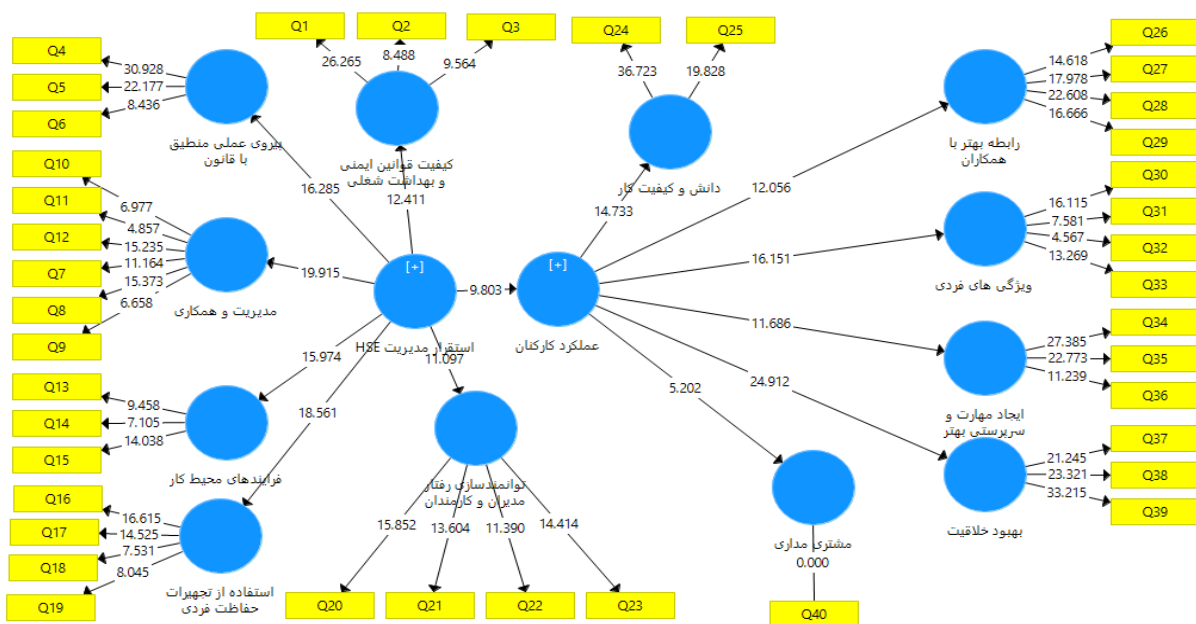 Q1
Q2
Q3
26.265
8.488
9.564
کیفیت قوانین ایمنی
و بهداشت شغلی
12.411
Q4
Q5
Q6
30.928
22.177
8.436
پیروی عملی منطبق
با قانون
16.285
Q10
Q11
Q12
Q7
Q8
Q9
6.977
4.857
15.235
11.164
15.373
6.658
مدیریت و همکاری
19.915
Q13
Q14
Q15
9.458
7.105
14.038
فرایندهای محیط کار
15.974
Q16
Q17
Q18
Q19
16.615
14.525
7.531
8.045
استفاده از تجهیرات
حفاظت فردی
18.561
[+]
استقرار مدیریت HSE
11.097
توانمندسازی رفتار
مدیران و کارمندان
15.852
13.604
11.390
14.414
Q20
Q21
Q22
Q23
9.803
[+]
عملکرد کارکنان
Q24
Q25
36.723
19.828
دانش و کیفیت کار
14.733
12.056
رابطه بهتر با
همکاران
14.618
17.978
22.608
16.666
Q26
Q27
Q28
Q29
16.151
ویژگی های فردی
16.115
7.581
4.567
13.269
Q30
Q31
Q32
Q33
11.686
ایجاد مهارت و
سرپرستی بهتر
27.385
22.773
11.239
Q34
Q35
Q36
24.912
بهبود خلاقیت
21.245
23.321
33.215
Q37
Q38
Q39
5.202
مشتری مداری
0.000
Q40